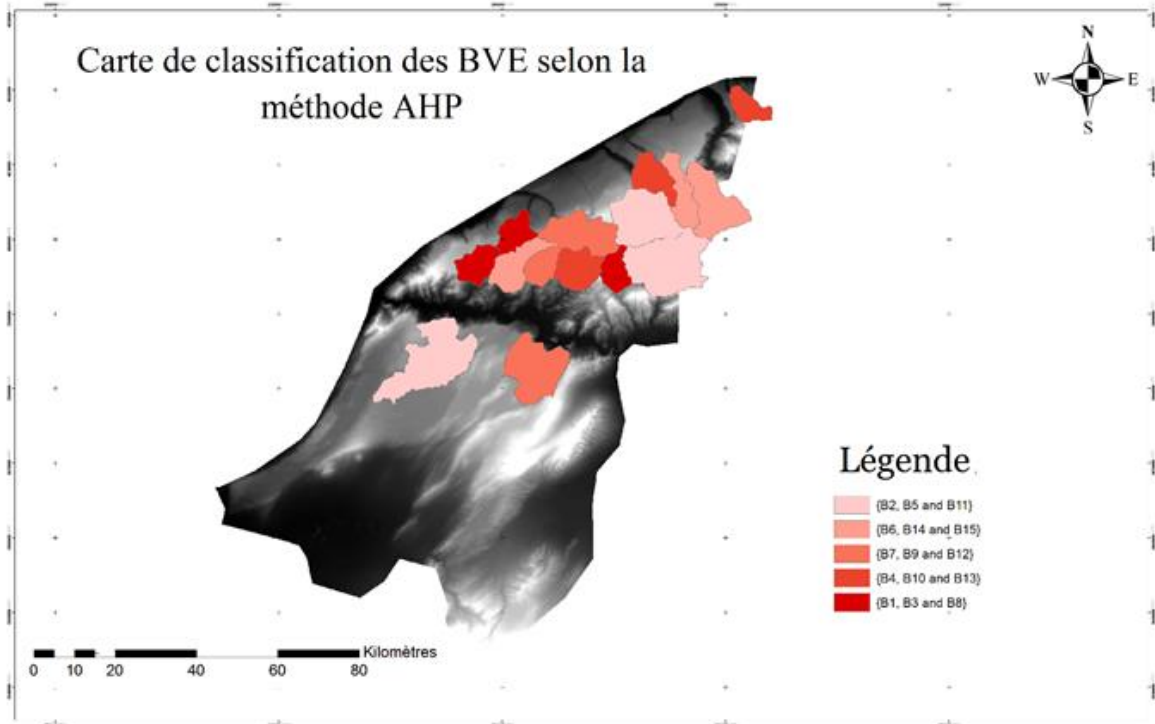 Carte de classification des BVE selon la
méthode AHP
N
W E
S
Légende
{B2, B5 and B11}
{B6, B14 and B15}
{B7, B9 and B12}
{B4, B10 and B13}
{B1, B3 and B8}
Kilomètres
0 10 20 40 60 80